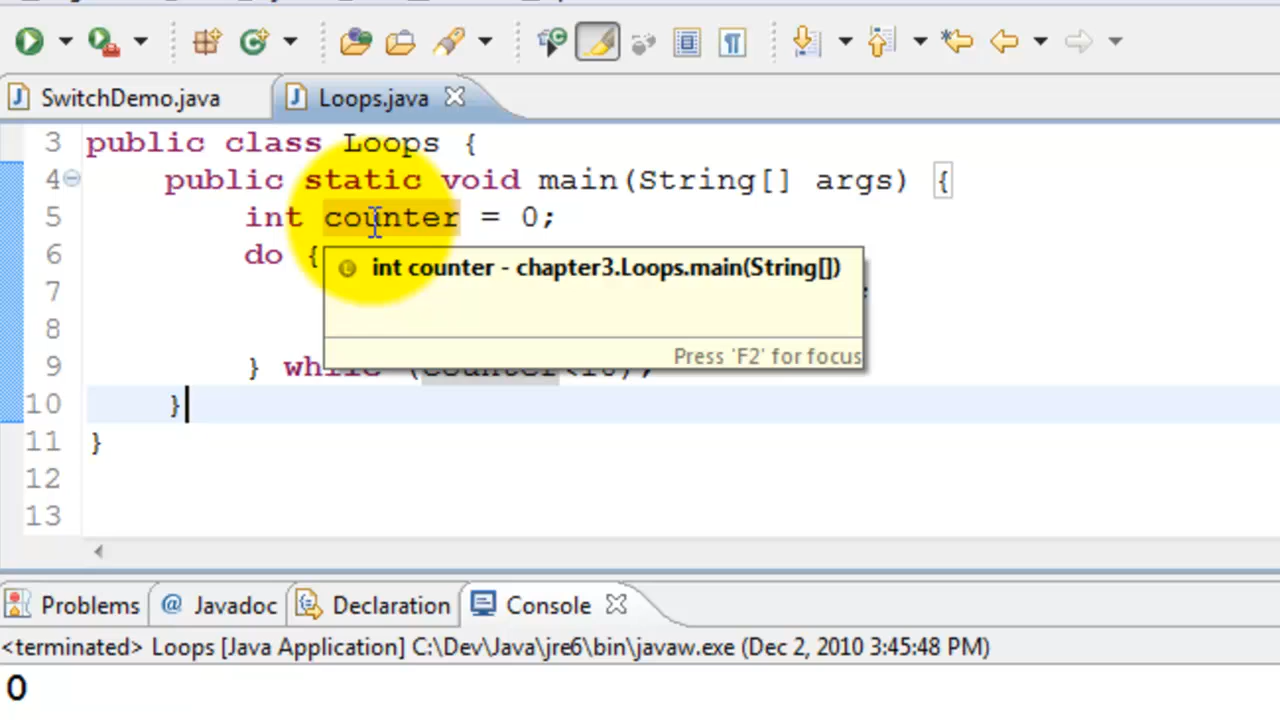 SwitchDemo.java
Loops.java
3 public class Loops {
4 public static void main(String[] args) {
5 int counter = 0;
6 do {
int counter - chapter3.Loops.main(String[])
7 ;
8
Press 'F2' for focus
9 } while (counter<10);
10 }
11 }
12
13
Problems @ Javadoc Declaration Console
<terminated> Loops [Java Application] C:\Dev\Java\jre6\bin\javaw.exe (Dec 2, 2010 3:45:48 PM)
0